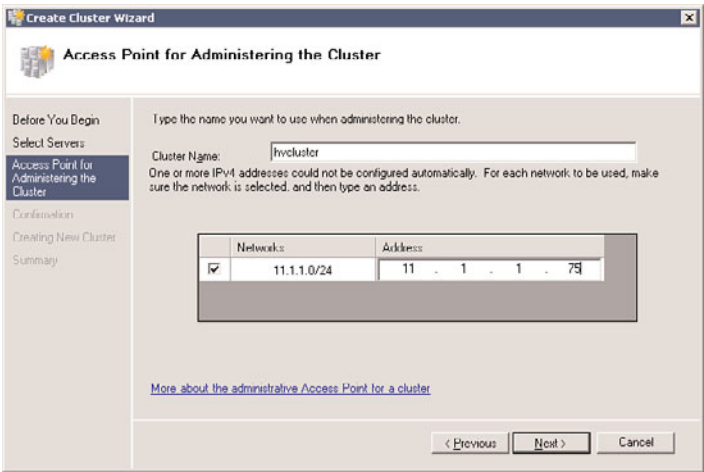 Create Cluster Wizard
Access Point for Administering the Cluster
Before You Begin
Select Servers
Access Point for
Administering the
Cluster
Confirmation
Creating New Cluster
Summary
Type the name you want to use when administering the cluster.
Cluster Name:
hvcluster
One or more IPv4 addresses could not be configured automatically. For each network to be used, make
sure the network is selected, and then type an address.
Networks Address
11.1.1.0/24 11 . 1 . 1 . 75
More about the administrative Access Point for a cluster
< Previous Next > Cancel